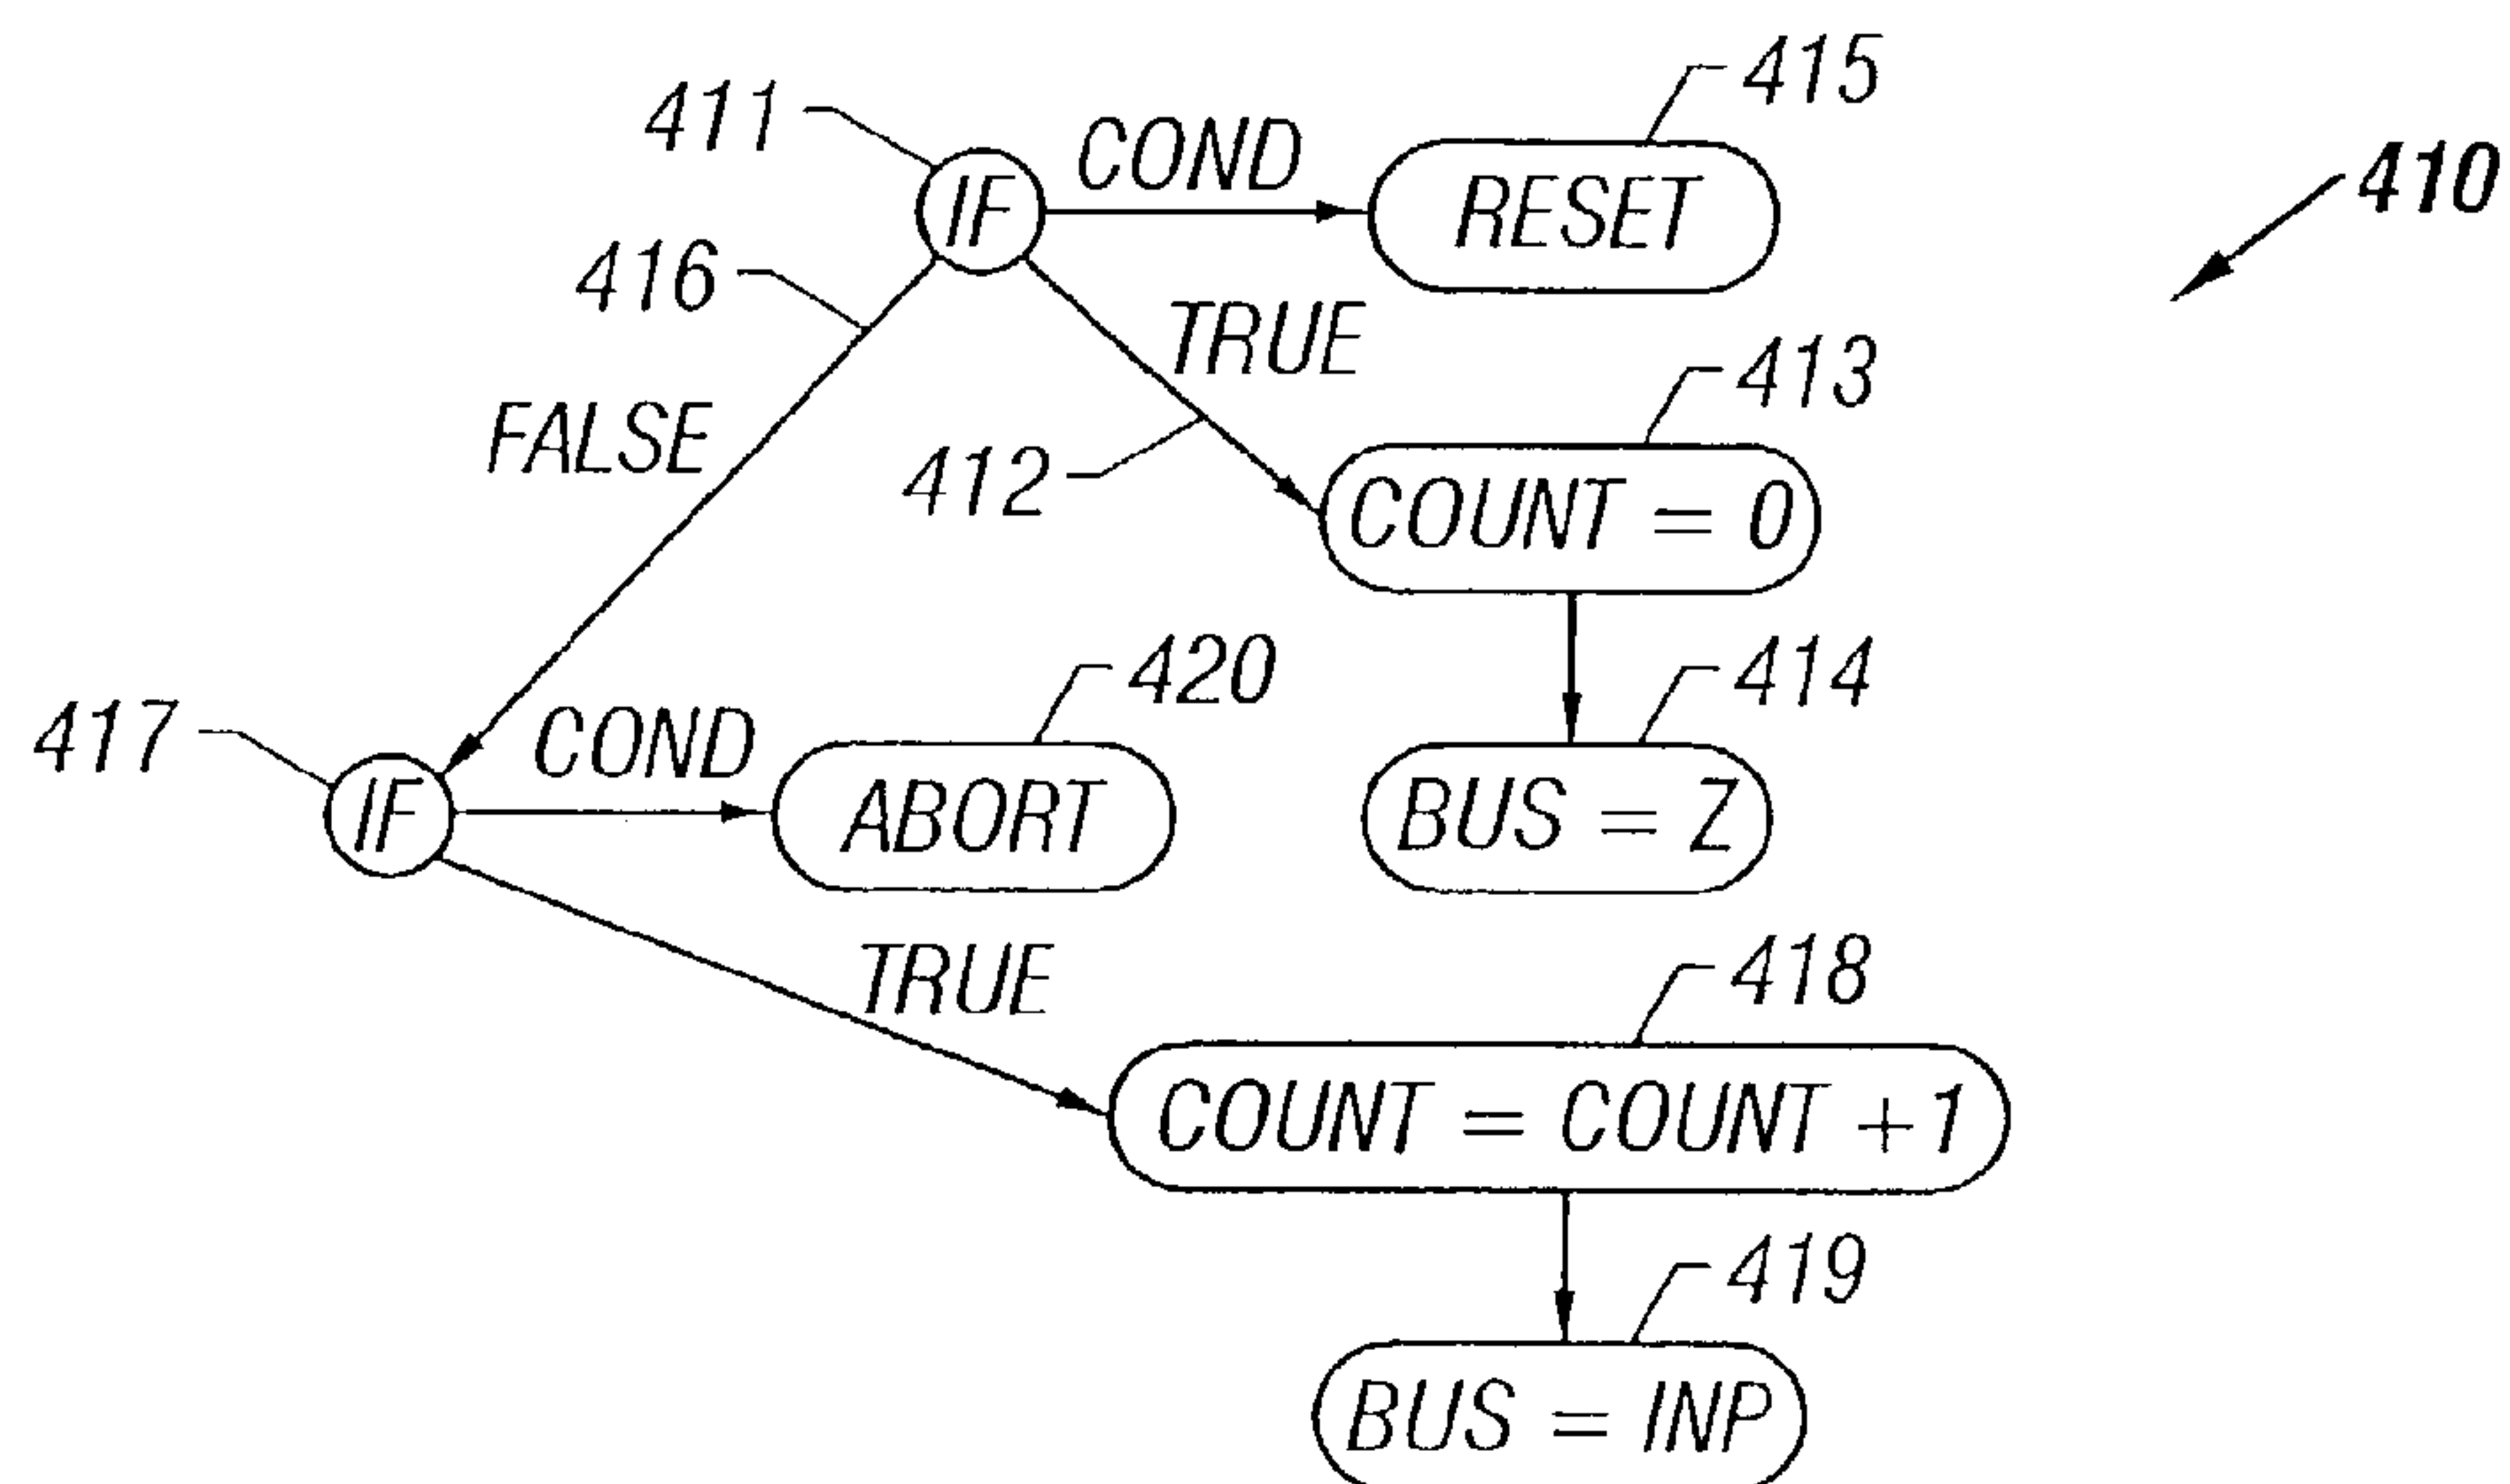 415
411
COND
410
IF
RESET
416
TRUE
413
FALSE
412
COUNT = 0
420
414
417
COND
IF
ABORT
BUS = Z
TRUE
418
COUNT = COUNT + 1
419
BUS = INP